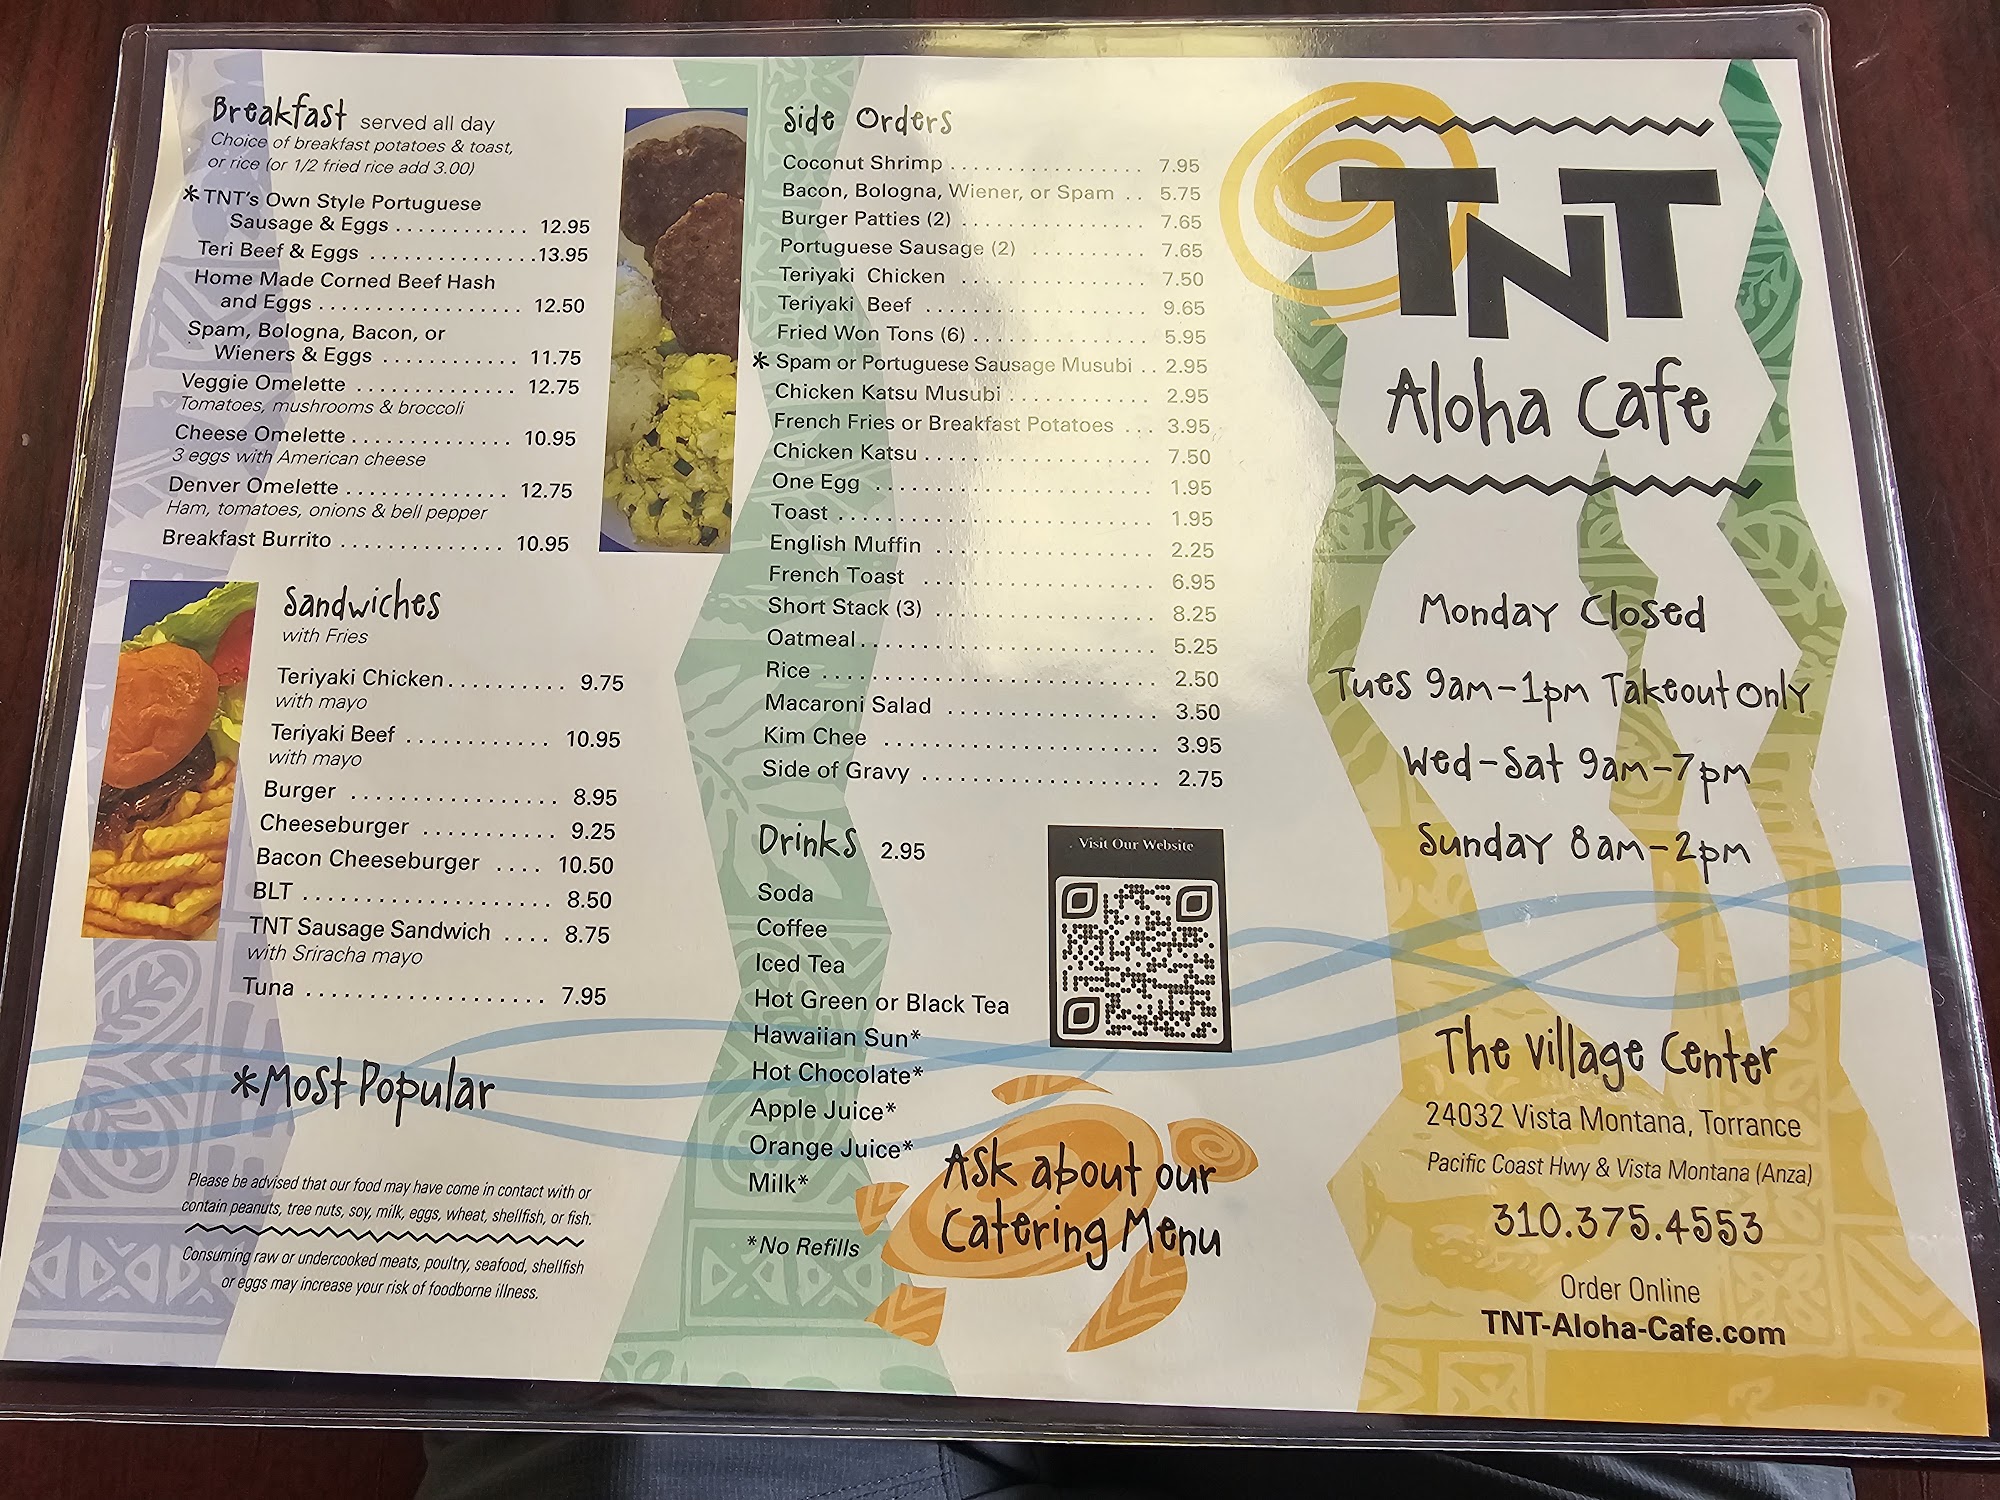 Breakfast served all day
Choice of breakfast potatoes & toast,
or rice (or 1/2 fried rice add 3.00)
* TNT's Own Style Portuguese
Sausage & Eggs . . . . . . . . . . . . 12.95
Teri Beef & Eggs . . . . . . . . . . . . . . . 13.95
Home Made Corned Beef Hash
and Eggs . . . . . . . . . . . . . . . . . . 12.50
Spam, Bologna, Bacon, or
Wieners & Eggs . . . . . . . . . . . . 11.75
Veggie Omelette . . . . . . . . . . . . . . 12.75
Tomatoes, mushrooms & broccoli
Cheese Omelette . . . . . . . . . . . . . . 10.95
3 eggs with American cheese
Denver Omelette . . . . . . . . . . . . . . 12.75
Ham, tomatoes, onions & bell pepper
Breakfast Burrito . . . . . . . . . . . . . . 10.95
Sandwiches
with Fries
Teriyaki Chicken . . . . . . . . . . 9.75
with mayo
Teriyaki Beef . . . . . . . . . . . . 10.95
with mayo
Burger . . . . . . . . . . . . . . . . . 8.95
Cheeseburger . . . . . . . . . . . 9.25
Bacon Cheeseburger . . . . 10.50
BLT . . . . . . . . . . . . . . . . . . . . 8.50
TNT Sausage Sandwich . . . . 8.75
with Sriracha mayo
Tuna . . . . . . . . . . . . . . . . . . . 7.95
*Most Popular
Please be advised that our food may have come in contact with or
contain peanuts, tree nuts, soy, milk, eggs, wheat, shellfish, or fish.
Consuming raw or undercooked meats, poultry, seafood, shellfish
or eggs may increase your risk of foodborne illness.
Side Orders
Coconut Shrimp . . . . . . . . . . . . . . . . . 7.95
Bacon, Bologna, Wiener, or Spam . . 5.75
Burger Patties (2) . . . . . . . . . . . . . . . . 7.65
Portuguese Sausage (2) . . . . . . . . . . 7.65
Teriyaki Chicken . . . . . . . . . . . . . . . . 7.50
Teriyaki Beef . . . . . . . . . . . . . . . . . . . 9.65
Fried Won Tons (6) . . . . . . . . . . . . . . . 5.95
* Spam or Portuguese Sausage Musubi . . 2.95
Chicken Katsu Musubi . . . . . . . . . . . . 2.95
French Fries or Breakfast Potatoes . . . 3.95
Chicken Katsu . . . . . . . . . . . . . . . . . . . 7.50
One Egg . . . . . . . . . . . . . . . . . . . . . . . 1.95
Toast . . . . . . . . . . . . . . . . . . . . . . . . . . 1.95
English Muffin . . . . . . . . . . . . . . . . . . 2.25
French Toast . . . . . . . . . . . . . . . . . . . 6.95
Short Stack (3) . . . . . . . . . . . . . . . . . . 8.25
Oatmeal . . . . . . . . . . . . . . . . . . . . . . . . 5.25
Rice . . . . . . . . . . . . . . . . . . . . . . . . . . . 2.50
Macaroni Salad . . . . . . . . . . . . . . . . . 3.50
Kim Chee . . . . . . . . . . . . . . . . . . . . . . 3.95
Side of Gravy . . . . . . . . . . . . . . . . . . . 2.75
Drinks 2.95
Soda
Coffee
Iced Tea
Hot Green or Black Tea
Hawaiian Sun*
Hot Chocolate*
Apple Juice*
Orange Juice*
Milk*
*No Refills
Visit Our Website
Ask about our
Catering Menu
TNT
Aloha Cafe
Monday Closed
Tues 9am-1pm Takeout Only
Wed-Sat 9am-7pm
Sunday 8am-2pm
The Village Center
24032 Vista Montana, Torrance
Pacific Coast Hwy & Vista Montana (Anza)
310.375.4553
Order Online
TNT-Aloha-Cafe.com